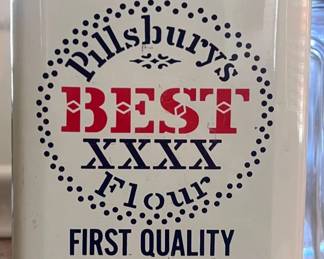 Pillsbury's
BEST
XXXX
Flour
FIRST QUALITY